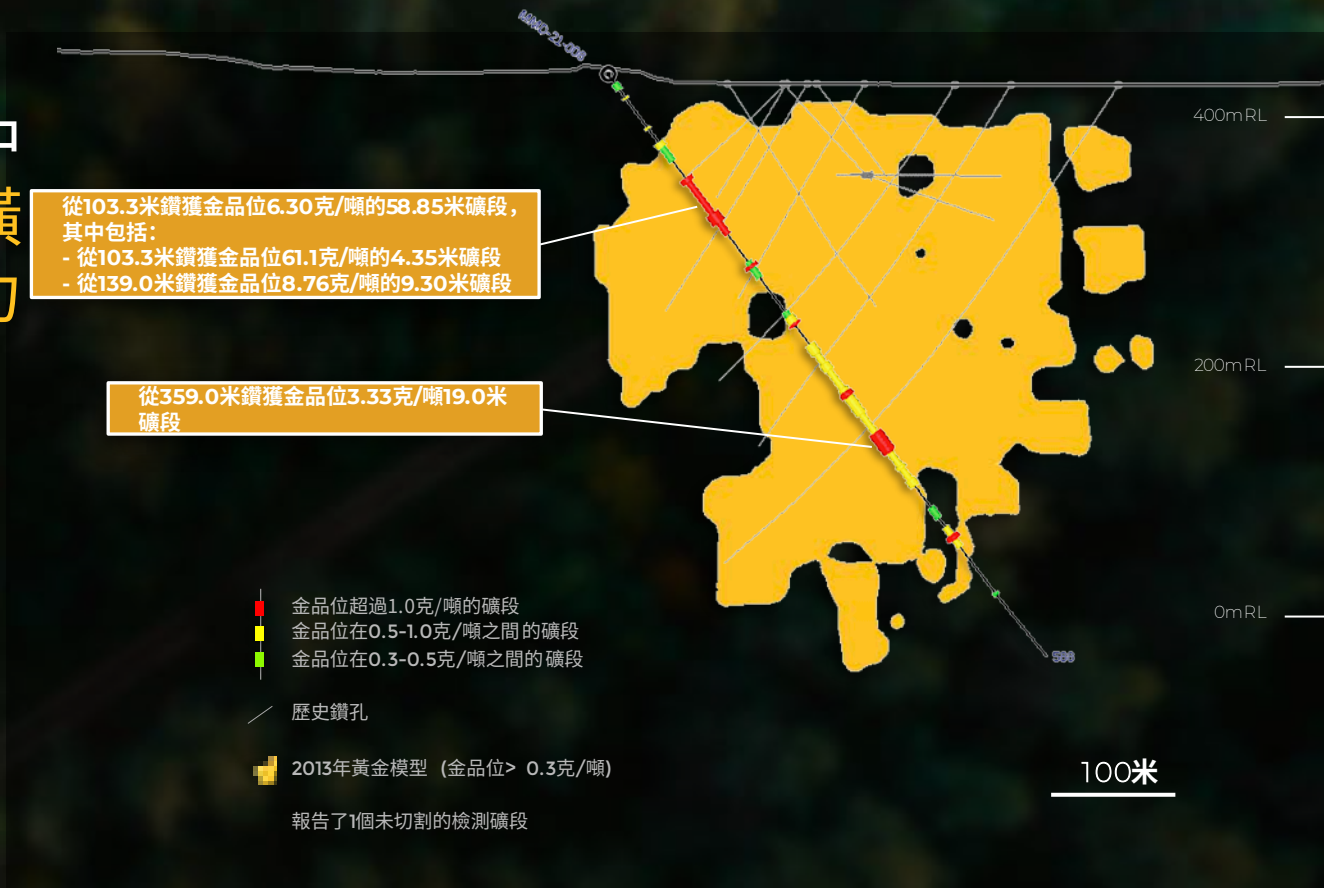 MMD-21-008
400mRL
從103.3米鑽獲金品位6.30克/噸的58.85米礦段，
其中包括：
- 從103.3米鑽獲金品位61.1克/噸的4.35米礦段
- 從139.0米鑽獲金品位8.76克/噸的9.30米礦段
200mRL
從359.0米鑽獲金品位3.33克/噸19.0米
礦段
0mRL
金品位超過1.0克/噸的礦段
金品位在0.5-1.0克/噸之間的礦段
金品位在0.3-0.5克/噸之間的礦段
歷史鑽孔
2013年黃金模型 (金品位> 0.3克/噸)
報告了1個未切割的檢測礦段
100米